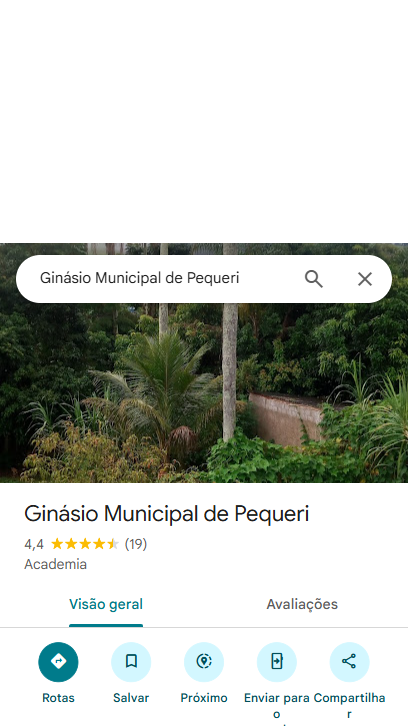 Ginásio Municipal de Pequeri
Ginásio Municipal de Pequeri
4,4 (19)
Academia
Visão geral Avaliações
Rotas Salvar Próximo Enviar para o Compartilhar